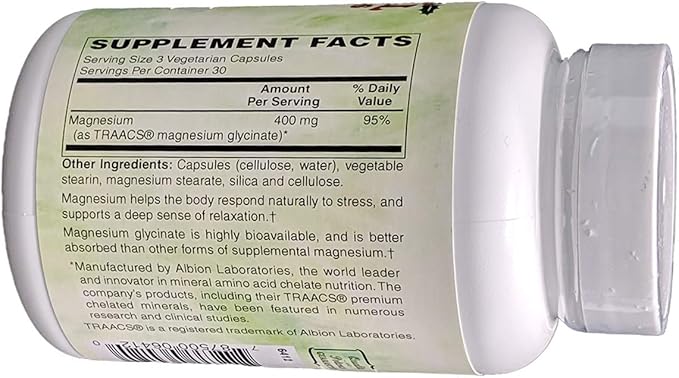 SUPPLEMENT FACTS
Serving Size 3 Vegetarian Capsules
Servings Per Container 30
Amount Per Serving % Daily Value
Magnesium 400 mg 95%
(as TRAACS® magnesium glycinate)*
Other Ingredients: Capsules (cellulose, water), vegetable
stearin, magnesium stearate, silica and cellulose.
Magnesium helps the body respond naturally to stress, and
supports a deep sense of relaxation.†
Magnesium glycinate is highly bioavailable, and is better
absorbed than other forms of supplemental magnesium.†
*Manufactured by Albion Laboratories, the world leader
and innovator in mineral amino acid chelate nutrition. The
company's products, including their TRAACS® premium
chelated minerals, have been featured in numerous
research and clinical studies.
TRAACS® is a registered trademark of Albion Laboratories.
6412